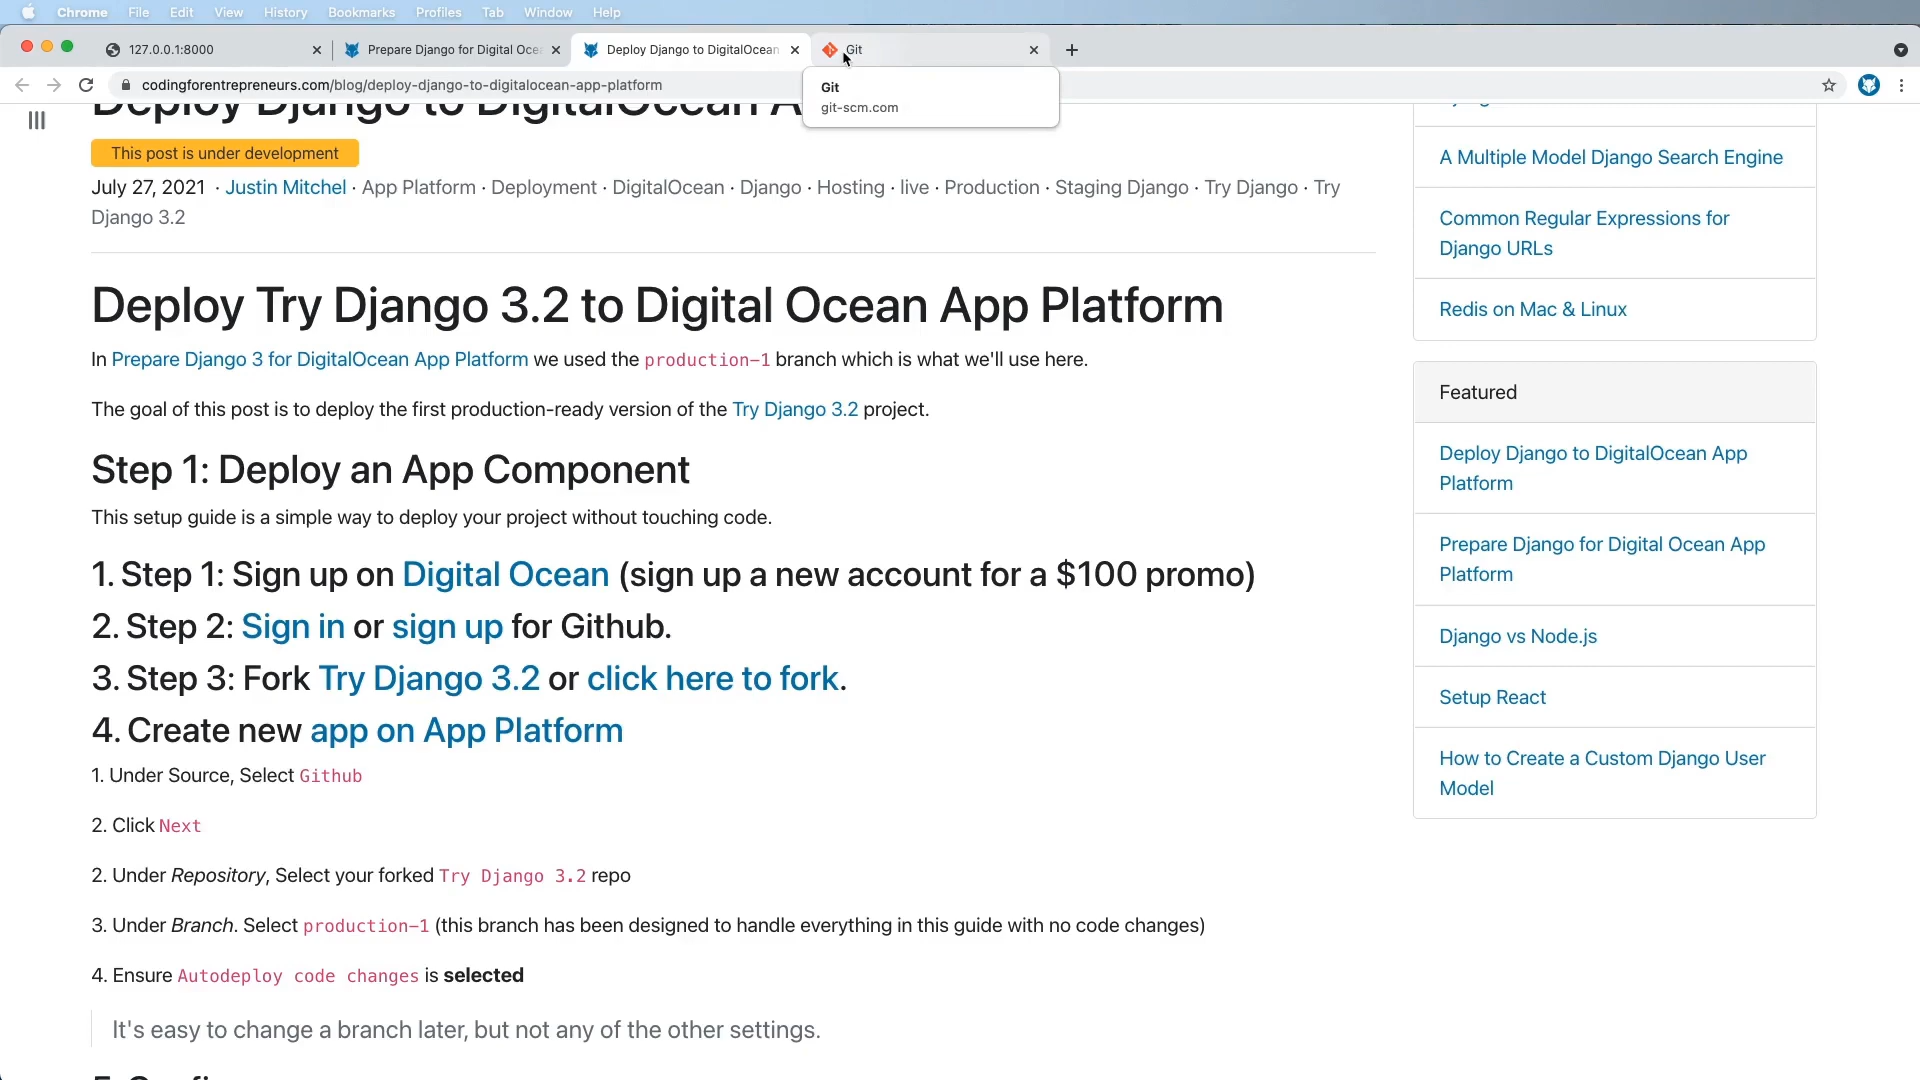 Chrome File Edit View History Bookmarks Profiles Tab Window Help
127.0.0.1:8000
Prepare Django for Digital Oce
Deploy Django to DigitalOcean
Git
codingforentrepreneurs.com/blog/deploy-django-to-digitalocean-app-platform
Git
git-scm.com
Deploy Django to DigitalOcean A
This post is under development
July 27, 2021 · Justin Mitchel · App Platform · Deployment · DigitalOcean · Django · Hosting · live · Production · Staging Django · Try Django · Try
Django 3.2
Deploy Try Django 3.2 to Digital Ocean App Platform
In Prepare Django 3 for DigitalOcean App Platform we used the production-1 branch which is what we'll use here.
The goal of this post is to deploy the first production-ready version of the Try Django 3.2 project.
Step 1: Deploy an App Component
This setup guide is a simple way to deploy your project without touching code.
1. Step 1: Sign up on Digital Ocean (sign up a new account for a $100 promo)
2. Step 2: Sign in or sign up for Github.
3. Step 3: Fork Try Django 3.2 or click here to fork.
4. Create new app on App Platform
1. Under Source, Select Github
2. Click Next
2. Under Repository, Select your forked Try Django 3.2 repo
3. Under Branch. Select production-1 (this branch has been designed to handle everything in this guide with no code changes)
4. Ensure Autodeploy code changes is selected
It's easy to change a branch later, but not any of the other settings.
A Multiple Model Django Search Engine
Common Regular Expressions for
Django URLs
Redis on Mac & Linux
Featured
Deploy Django to DigitalOcean App
Platform
Prepare Django for Digital Ocean App
Platform
Django vs Node.js
Setup React
How to Create a Custom Django User
Model